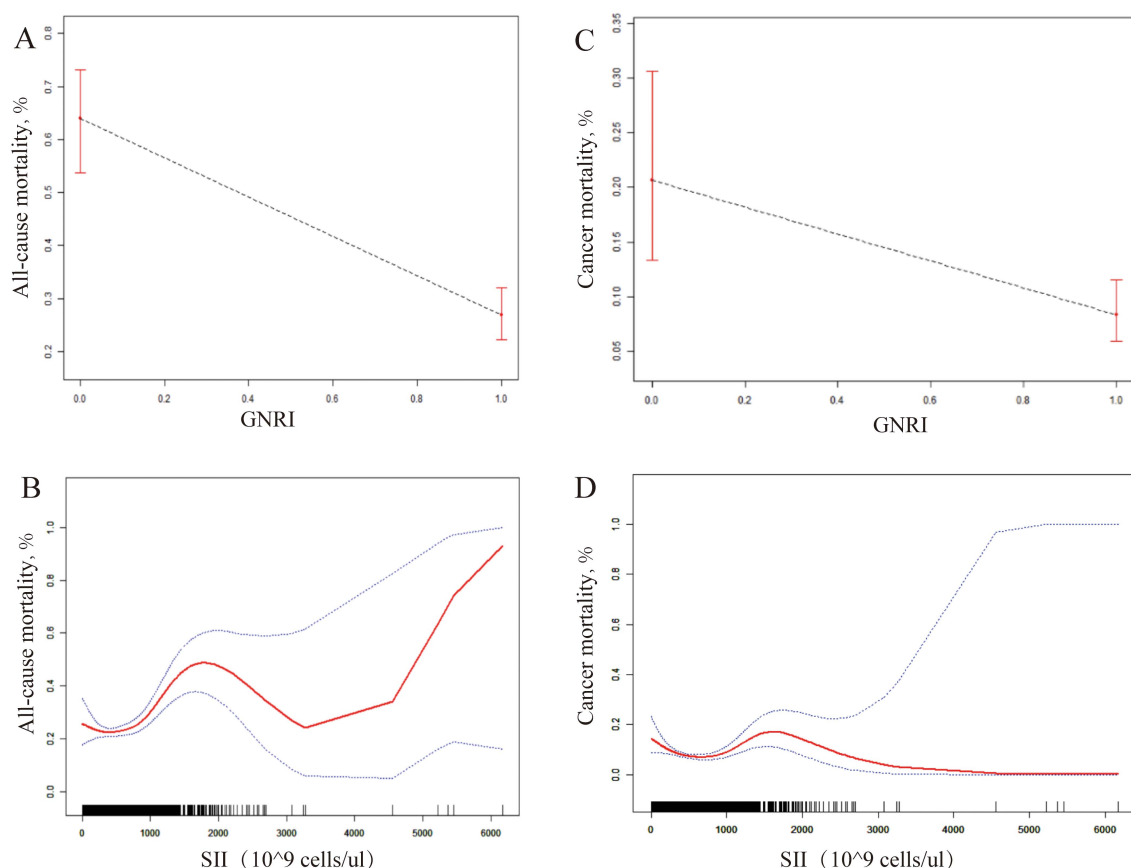 A
All-cause mortality, %
0.8
0.7
0.6
0.5
0.4
0.3
0.2
0.0 0.2 0.4 0.6 0.8 1.0
GNRI
C
Cancer mortality, %
0.35
0.30
0.25
0.20
0.15
0.10
0.05
0.0 0.2 0.4 0.6 0.8 1.0
GNRI
B
All-cause mortality, %
1.0
0.8
0.6
0.4
0.2
0.0
0 1000 2000 3000 4000 5000 6000
SII（10^9 cells/ul）
D
Cancer mortality, %
1.0
0.8
0.6
0.4
0.2
0.0
0 1000 2000 3000 4000 5000 6000
SII（10^9 cells/ul）